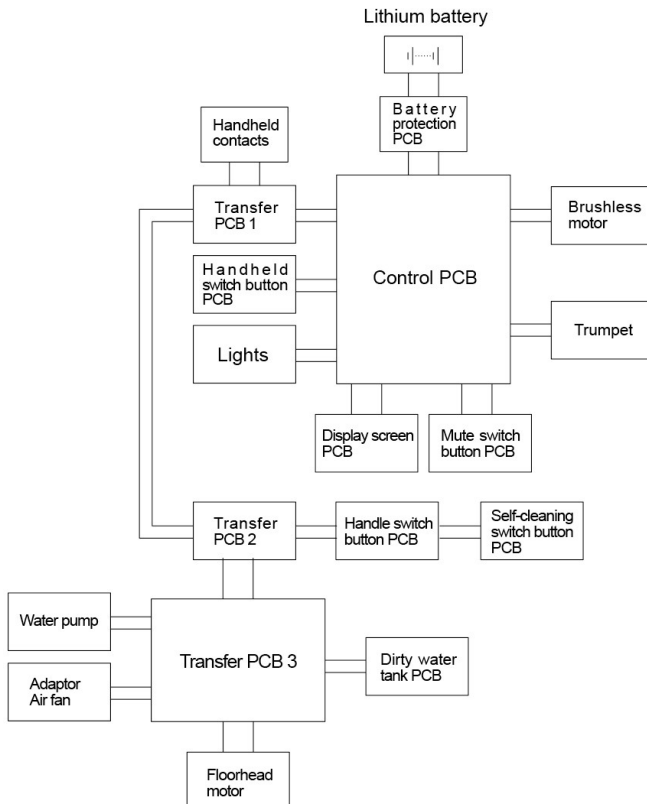 Lithium battery
Battery
protection
PCB
Handheld
contacts
Transfer
PCB 1
Brushless
motor
Handheld
switch button
PCB
Control PCB
Lights
Trumpet
Display screen
PCB
Mute switch
button PCB
Transfer
PCB 2
Handle switch
button PCB
Self-cleaning
switch button
PCB
Water pump
Transfer PCB 3
Dirty water
tank PCB
Adaptor
Air fan
Floorhead
motor